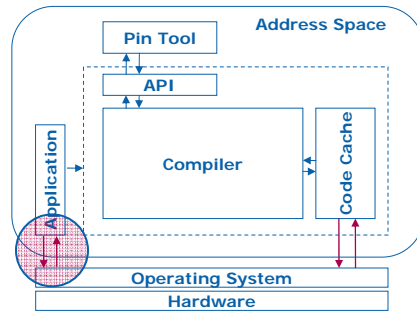 Address Space
Pin Tool
API
Application
Compiler
Code Cache
Operating System
Hardware